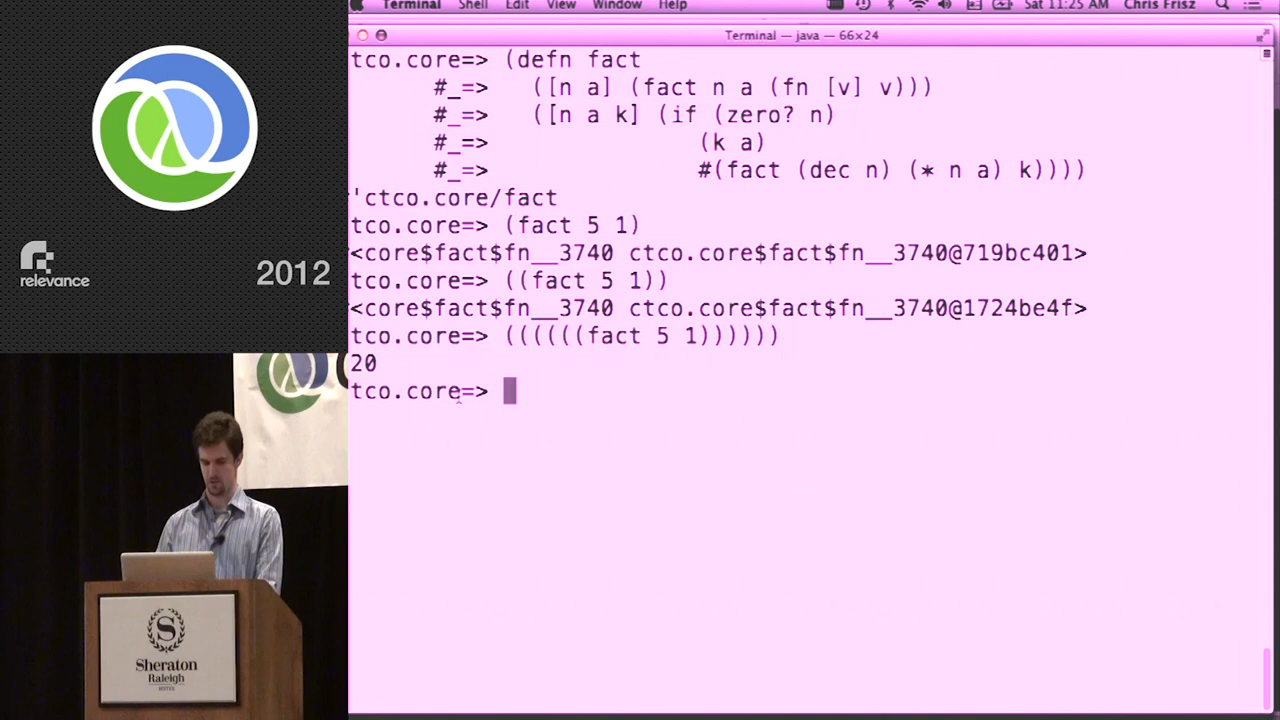 Terminal Shell Edit View Window Help Sat 11:25 AM Chris Frisz
Terminal — java — 66×24
tco.core=> (defn fact
#_=> ([n a] (fact n a (fn [v] v)))
#_=> ([n a k] (if (zero? n)
#_=> (k a)
#_=> #(fact (dec n) (* n a) k))))
'ctco.core/fact
tco.core=> (fact 5 1)
<core$fact$fn__3740 ctco.core$fact$fn__3740@719bc401>
tco.core=> ((fact 5 1))
<core$fact$fn__3740 ctco.core$fact$fn__3740@1724be4f>
tco.core=> ((((((fact 5 1))))))
20
tco.core=>
relevance
2012
S
Sheraton
Raleigh
HOTEL